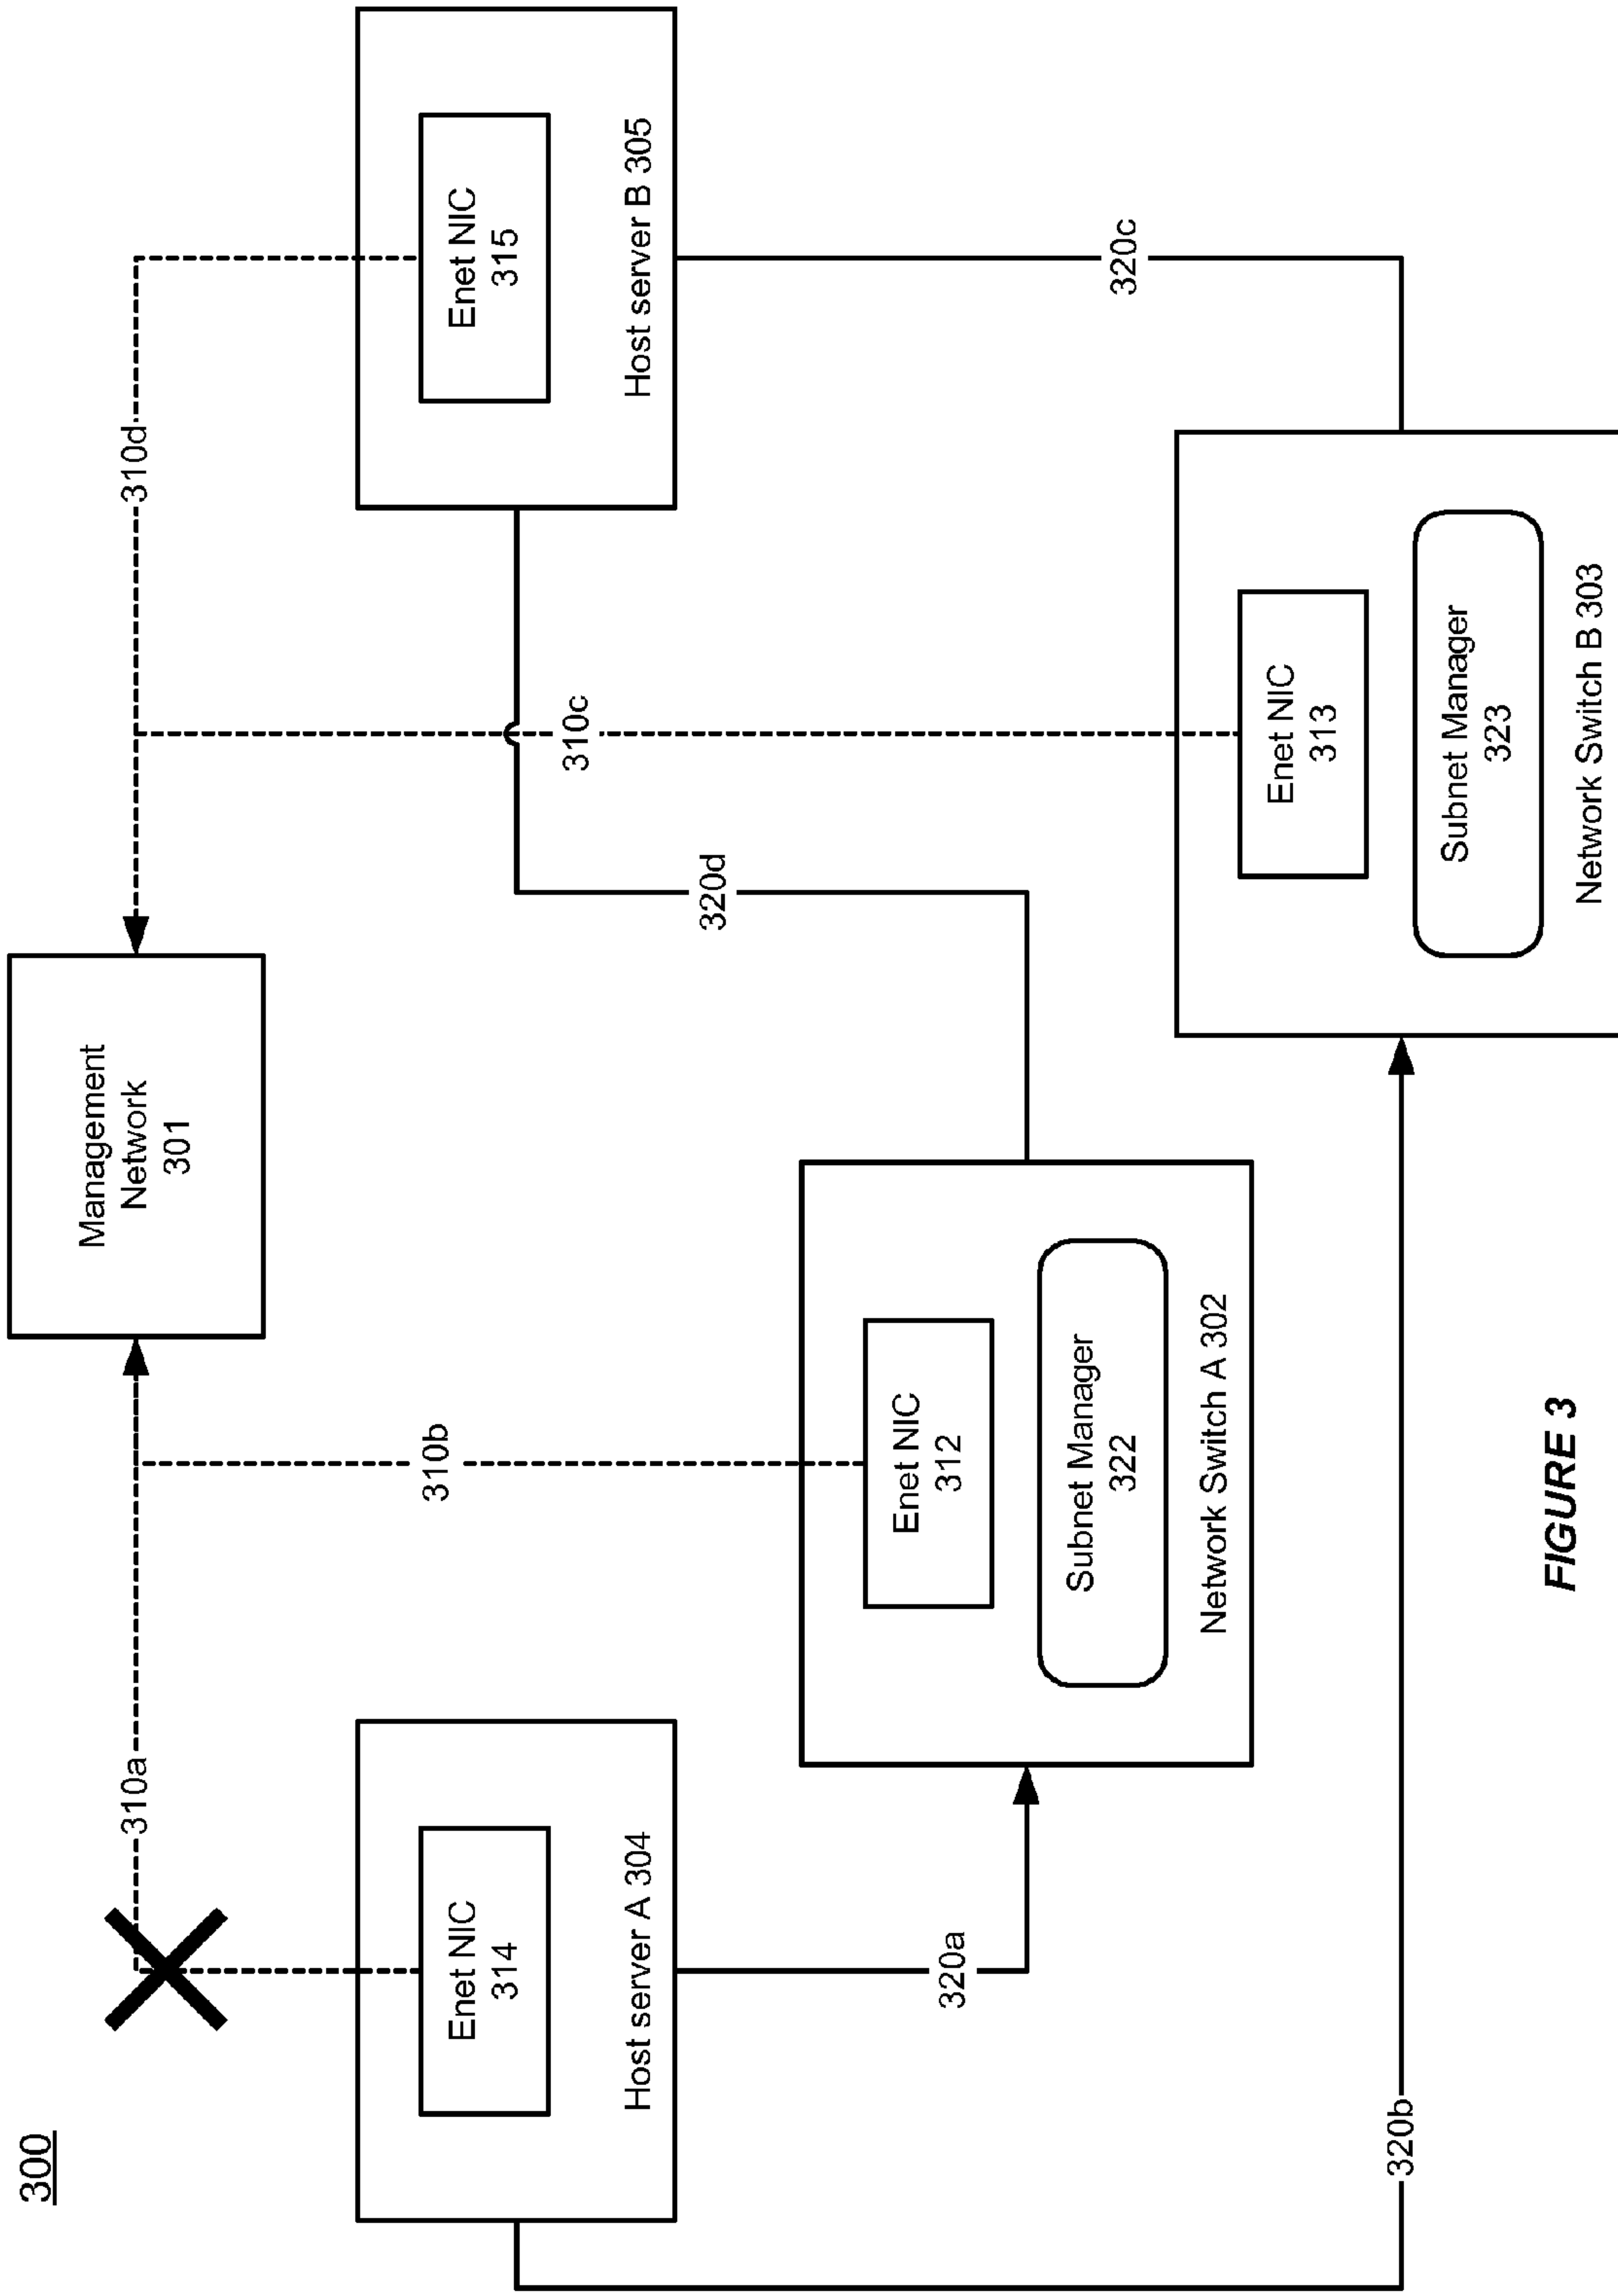 300
Management
Network
301
310a
310d
Enet NIC
314
Host server A 304
Enet NIC
315
Host server B 305
310b
310c
320d
Enet NIC
312
Subnet Manager
322
Network Switch A 302
320a
320c
Enet NIC
313
Subnet Manager
323
Network Switch B 303
320b
FIGURE 3